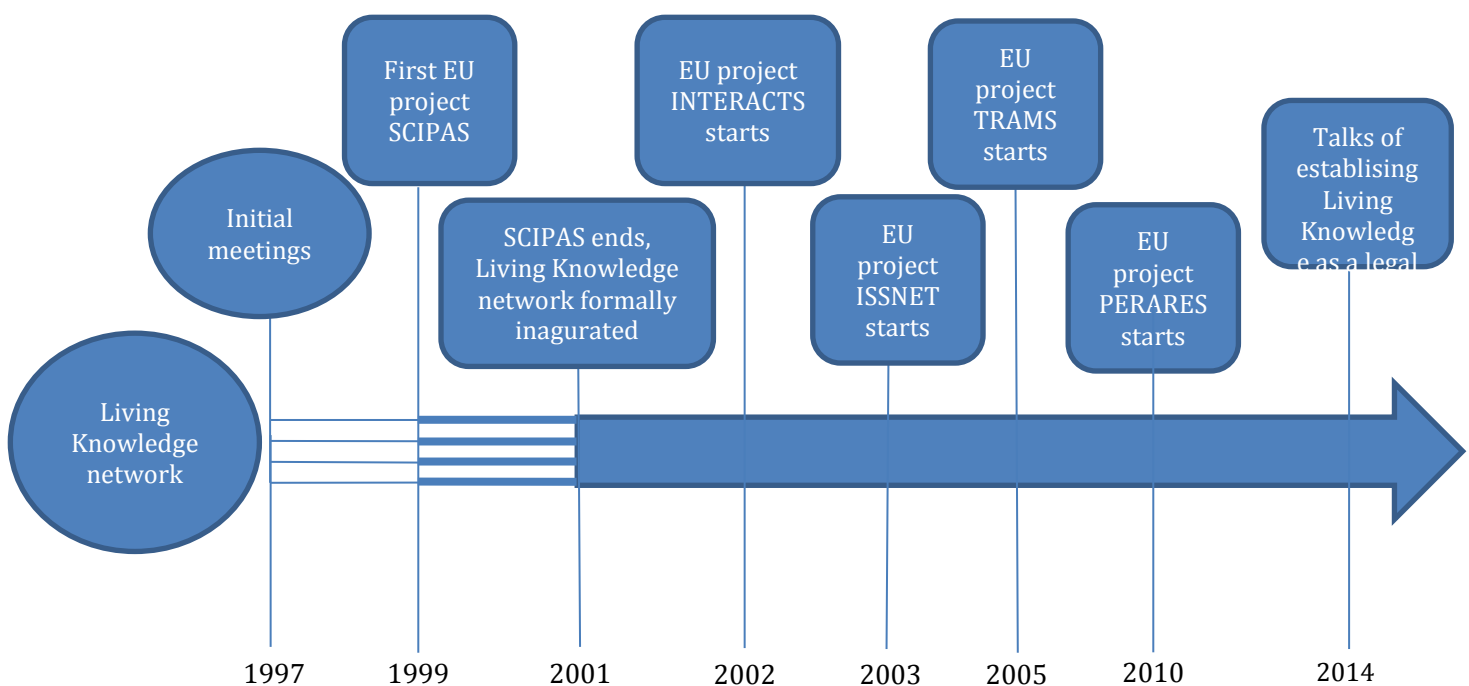 First EU
project
SCIPAS
EU project
INTERACTS
starts
EU
project
TRAMS
starts
Talks of
establising
Living
Knowledg
e as a legal
Initial
meetings
SCIPAS ends,
Living Knowledge
network formally
inagurated
EU
project
ISSNET
starts
EU
project
PERARES
starts
Living
Knowledge
network
1997
1999
2001
2002
2003
2005
2010
2014